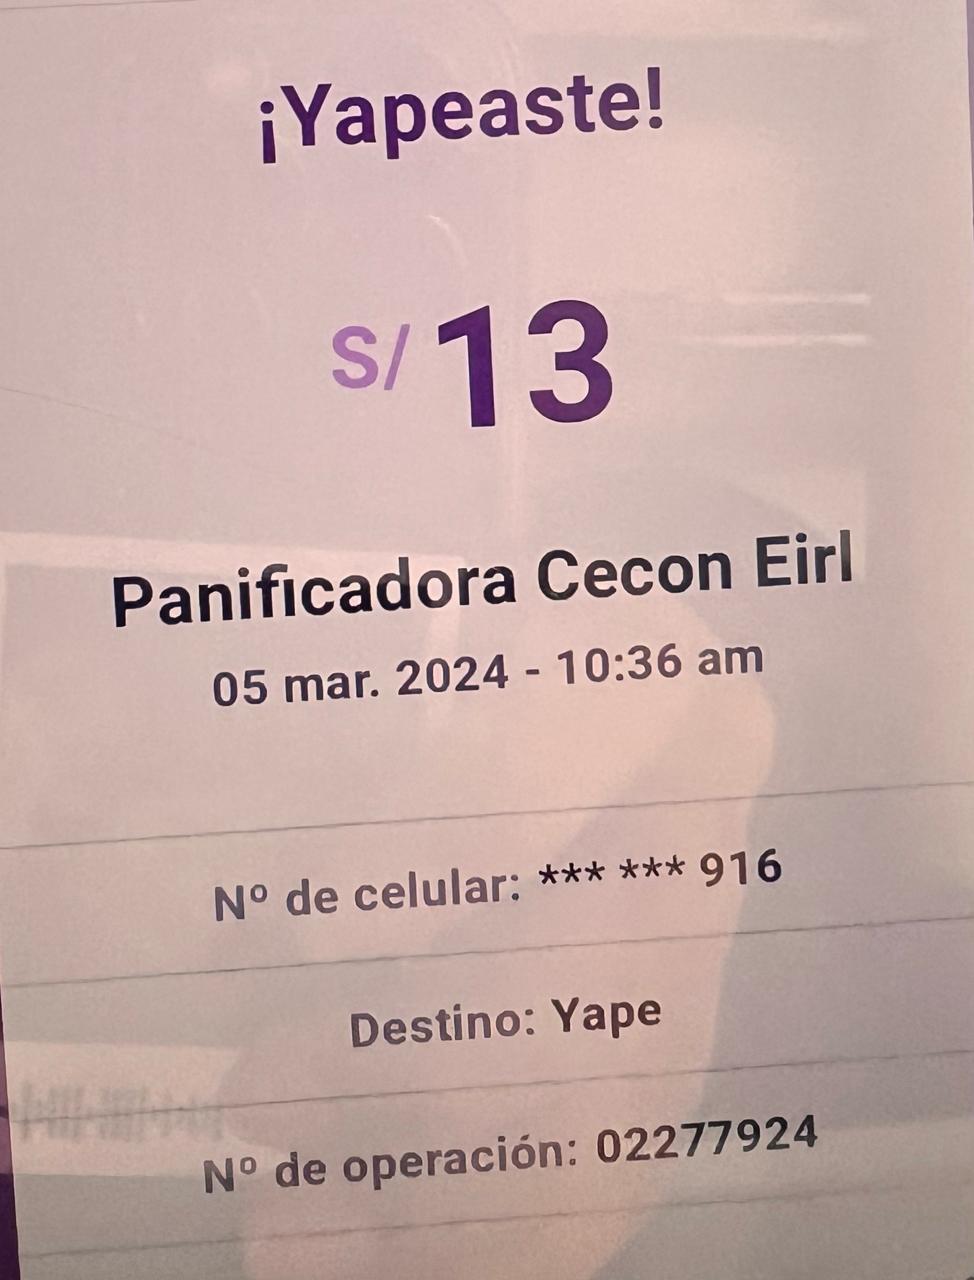 ¡Yapeaste!
S/ 13
Panificadora Cecon Eirl
05 mar. 2024 - 10:36 am
Nº de celular: *** *** 916
Destino: Yape
Nº de operación: 02277924